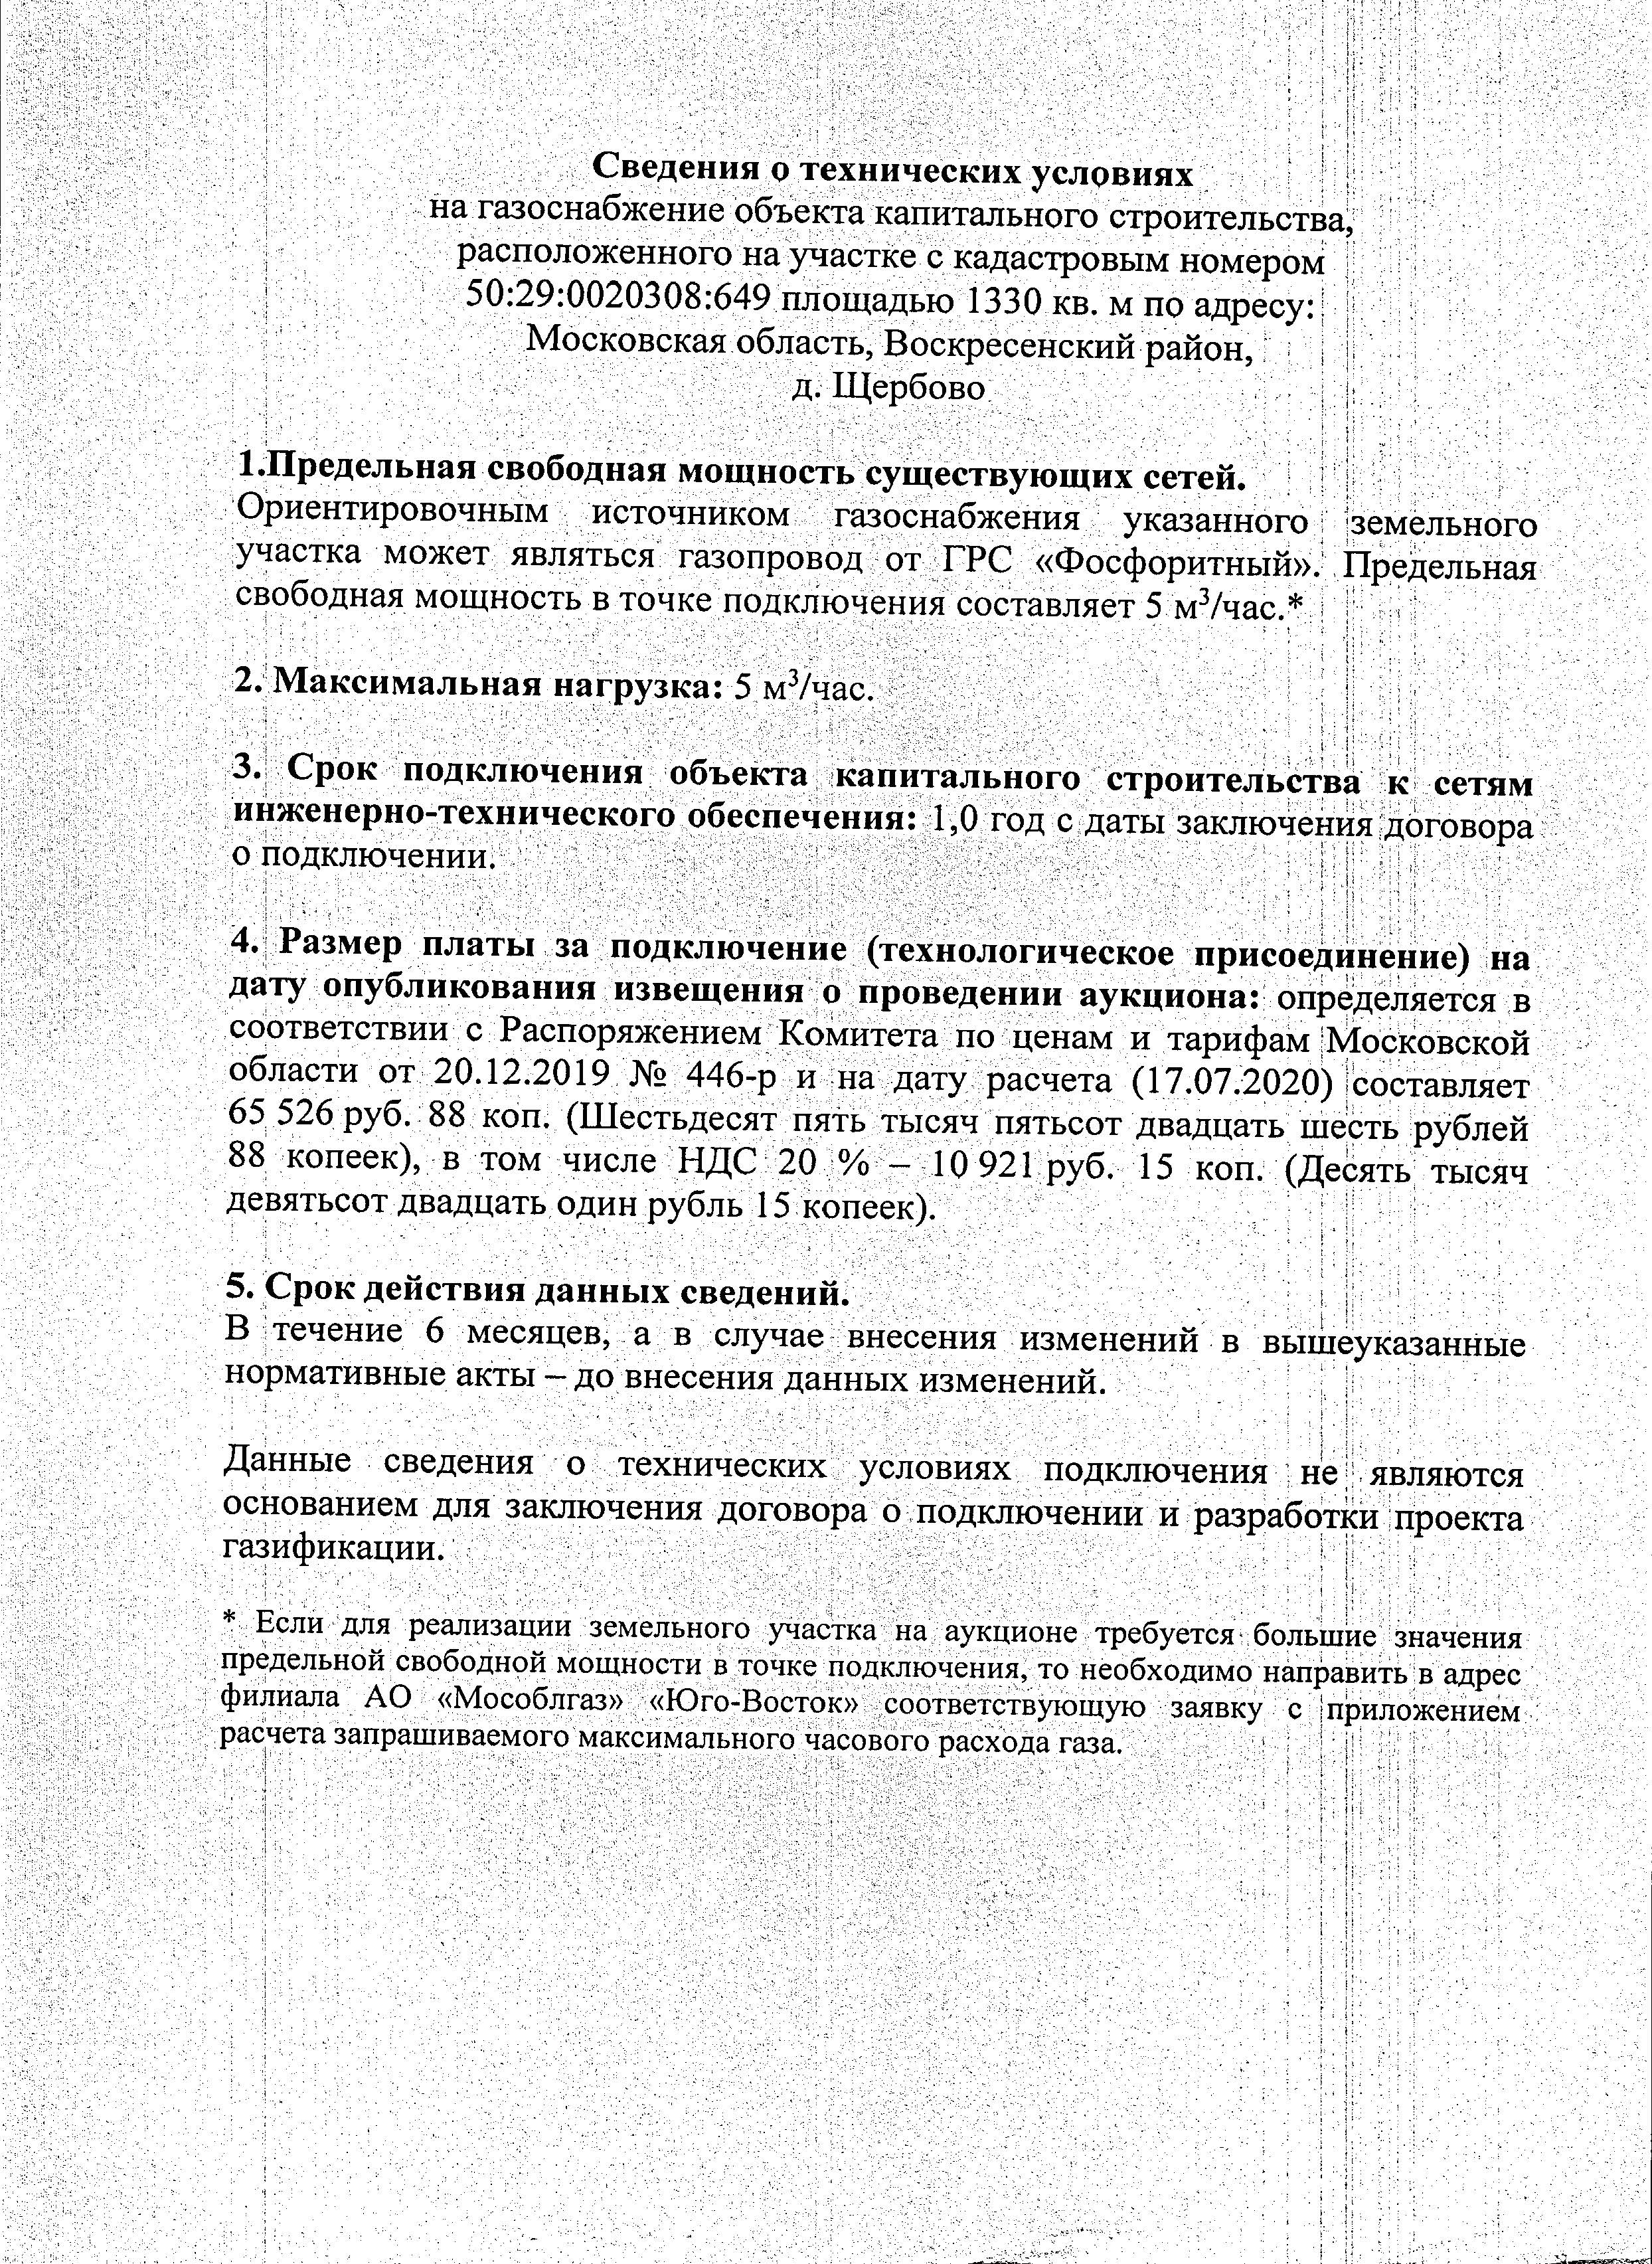 Сведения о технических условиях
на газоснабжение объекта капитального строительства,
расположенного на участке с кадастровым номером
50:29:0020308:649 площадью 1330 кв. м по адресу:
Московская область, Воскресенский район,
д. Щербово
1.Предельная свободная мощность существующих сетей.
Ориентировочным источником газоснабжения указанного земельного
участка может являться газопровод от ГРС «Фосфоритный». Предельная
свободная мощность в точке подключения составляет 5 м³/час.*
2. Максимальная нагрузка: 5 м³/час.
3. Срок подключения объекта капитального строительства к сетям
инженерно-технического обеспечения: 1,0 год с даты заключения договора
о подключении.
4. Размер платы за подключение (технологическое присоединение) на
дату опубликования извещения о проведении аукциона: определяется в
соответствии с Распоряжением Комитета по ценам и тарифам Московской
области от 20.12.2019 № 446-р и на дату расчета (17.07.2020) составляет
65 526 руб. 88 коп. (Шестьдесят пять тысяч пятьсот двадцать шесть рублей
88 копеек), в том числе НДС 20 % – 10 921 руб. 15 коп. (Десять тысяч
девятьсот двадцать один рубль 15 копеек).
5. Срок действия данных сведений.
В течение 6 месяцев, а в случае внесения изменений в вышеуказанные
нормативные акты – до внесения данных изменений.
Данные сведения о технических условиях подключения не являются
основанием для заключения договора о подключении и разработки проекта
газификации.
* Если для реализации земельного участка на аукционе требуется большие значения
предельной свободной мощности в точке подключения, то необходимо направить в адрес
филиала АО «Мособлгаз» «Юго-Восток» соответствующую заявку с приложением
расчета запрашиваемого максимального часового расхода газа.